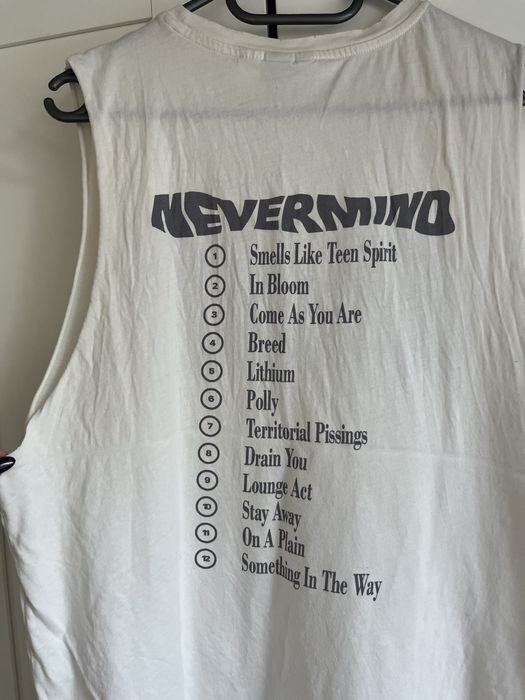 NEVERMIND
1 Smells Like Teen Spirit
2 In Bloom
3 Come As You Are
4 Breed
5 Lithium
6 Polly
7 Territorial Pissings
8 Drain You
9 Lounge Act
10 Stay Away
11 On A Plain
12 Something In The Way